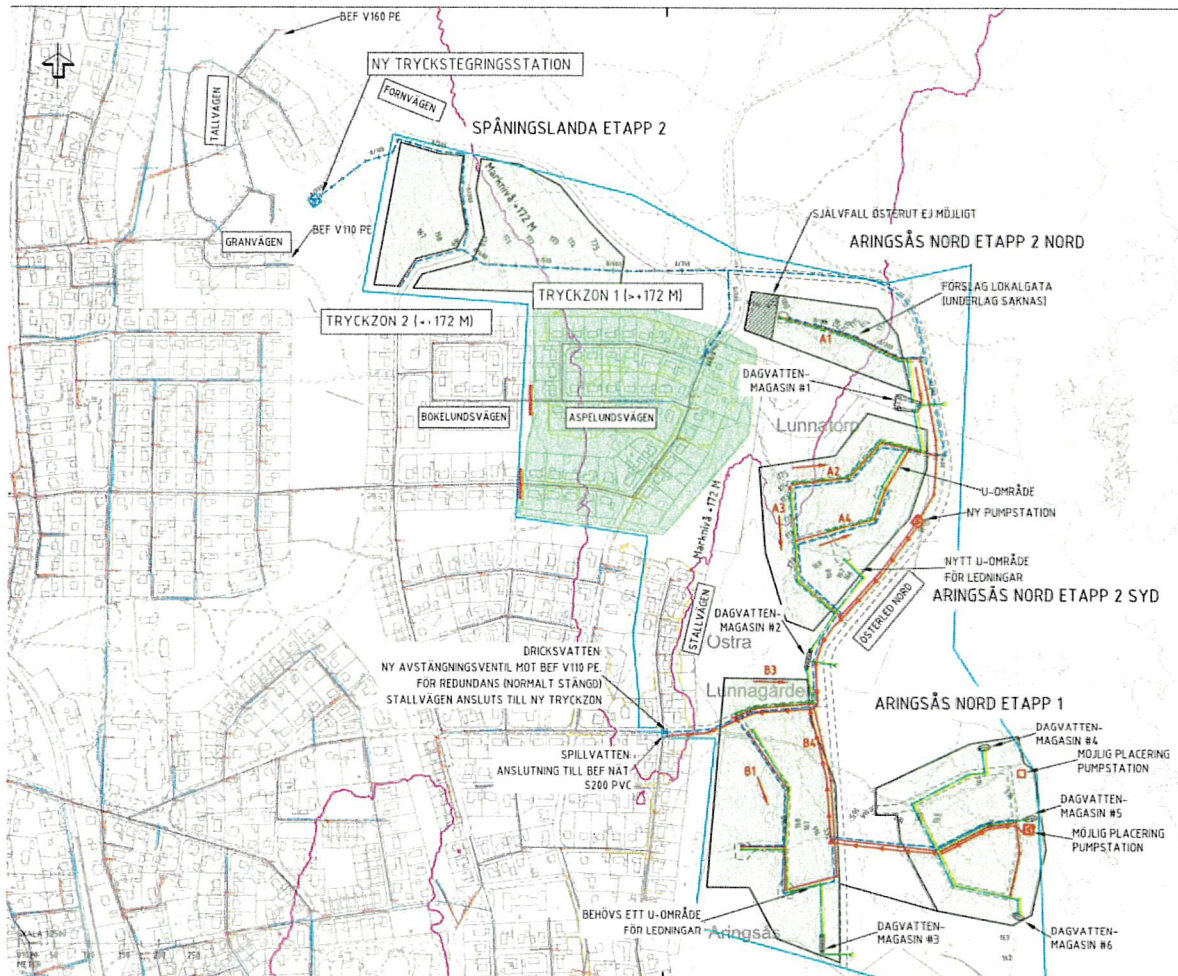 BEF V160 PE
NY TRYCKSTEGRINGSSTATION
TALLVÄGEN
FORNVÄGEN
SPÅNINGSLANDA ETAPP 2
Marknivå +172 M
GRANVÄGEN
BEF V110 PE
SJÄLVFALL ÖSTERUT EJ MÖJLIGT
ARINGSÅS NORD ETAPP 2 NORD
FÖRSLAG LOKALGATA
(UNDERLAG SAKNAS)
TRYCKZON 1 (>+172 M)
TRYCKZON 2
A1
DAGVATTEN-
MAGASIN #1
BOKELUNDSVÄGEN
ASPELUNDSVÄGEN
Lunnatorp
A2
U-OMRÅDE
A3
A4
NY PUMPSTATION
Marknivå +172 M
NYTT U-OMRÅDE
FÖR LEDNINGAR
ARINGSÅS NORD ETAPP 2 SYD
STALLVÄGEN
DAGVATTEN-
MAGASIN #2
ÖSTERLED NORD
Östra
Lunnagården
DRICKSVATTEN:
NY AVSTÄNGNINGSVENTIL MOT BEF V110 PE.
FÖR REDUNDANS (NORMALT STÄNGD)
STALLVÄGEN ANSLUTS TILL NY TRYCKZON
B3
ARINGSÅS NORD ETAPP 1
DAGVATTEN-
MAGASIN #4
MÖJLIG PLACERING
PUMPSTATION
SPILLVATTEN:
ANSLUTNING TILL BEF NÄT
S200 PVC
B4
B1
DAGVATTEN-
MAGASIN #5
MÖJLIG PLACERING
PUMPSTATION
BEHÖVS ETT U-OMRÅDE
FÖR LEDNINGAR
Aringsås
DAGVATTEN-
MAGASIN #3
DAGVATTEN-
MAGASIN #6
163
162
SKALA
50
METER